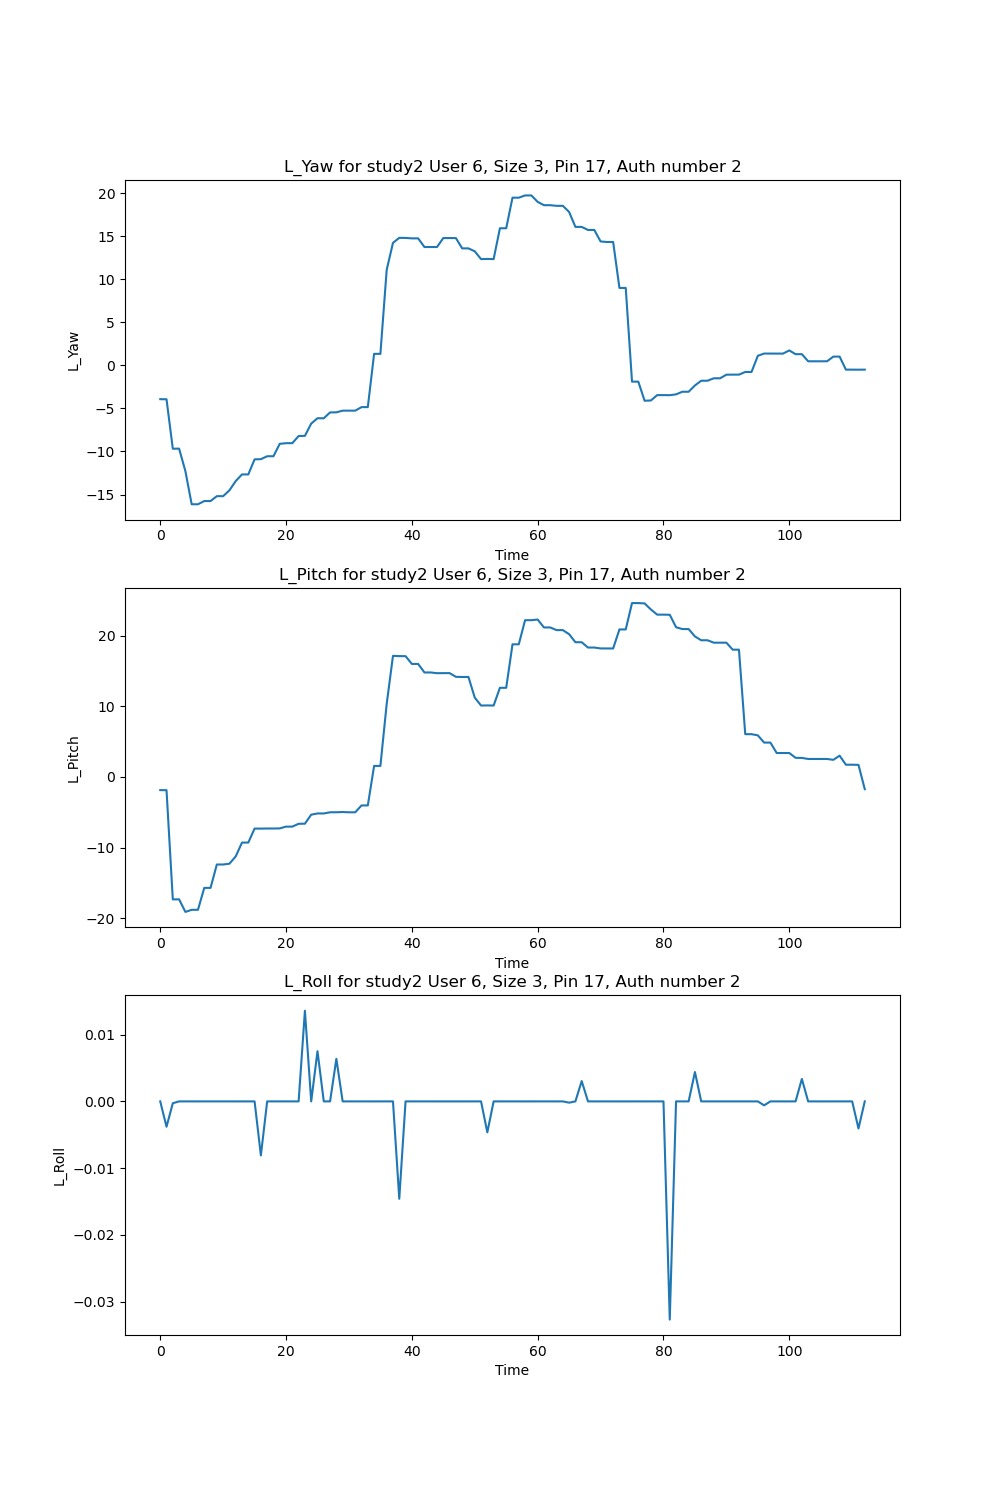 L_Yaw for study2 User 6, Size 3, Pin 17, Auth number 2
20
15
10
5
0
−5
−10
−15
L_Yaw
0 20 40 60 80 100
Time
L_Pitch for study2 User 6, Size 3, Pin 17, Auth number 2
20
10
0
−10
−20
L_Pitch
0 20 40 60 80 100
Time
L_Roll for study2 User 6, Size 3, Pin 17, Auth number 2
0.01
0.00
−0.01
−0.02
−0.03
L_Roll
0 20 40 60 80 100
Time